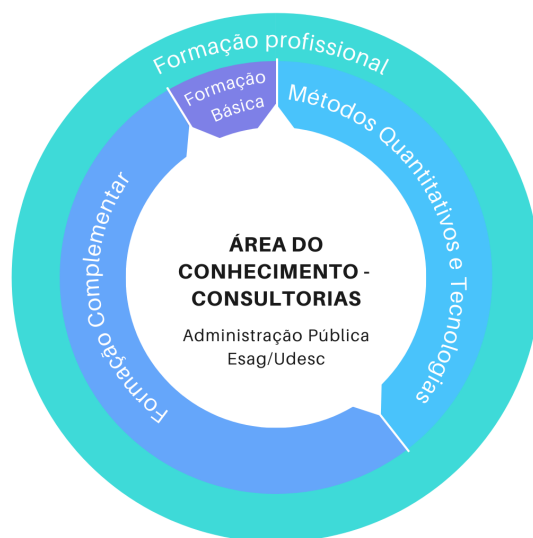 Formação profissional
Formação
Básica
Métodos Quantitativos e Tecnologias
Formação Complementar
ÁREA DO
CONHECIMENTO -
CONSULTORIAS
Administração Pública
Esag/Udesc